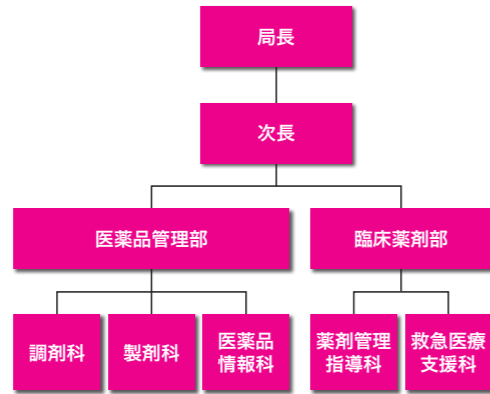 局長
次長
医薬品管理部
臨床薬剤部
調剤科
製剤科
医薬品
情報科
薬剤管理
指導科
救急医療
支援科